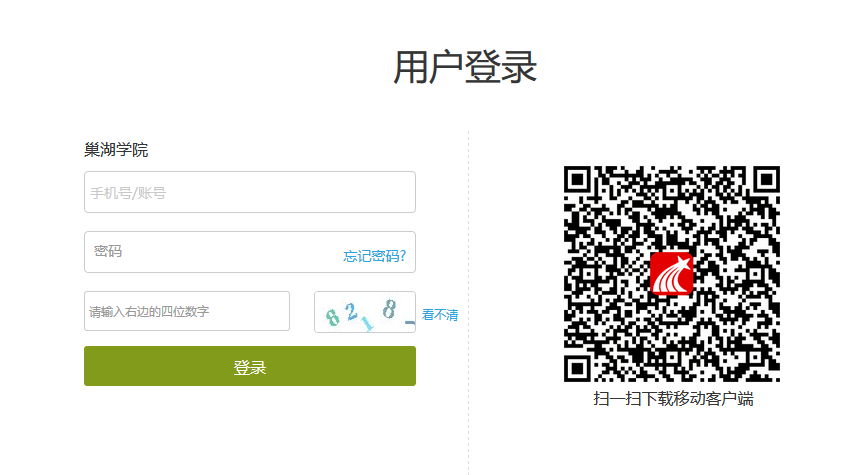 用户登录
巢湖学院
手机号/账号
密码
忘记密码?
请输入右边的四位数字
8218
看不清
登录
扫一扫下载移动客户端